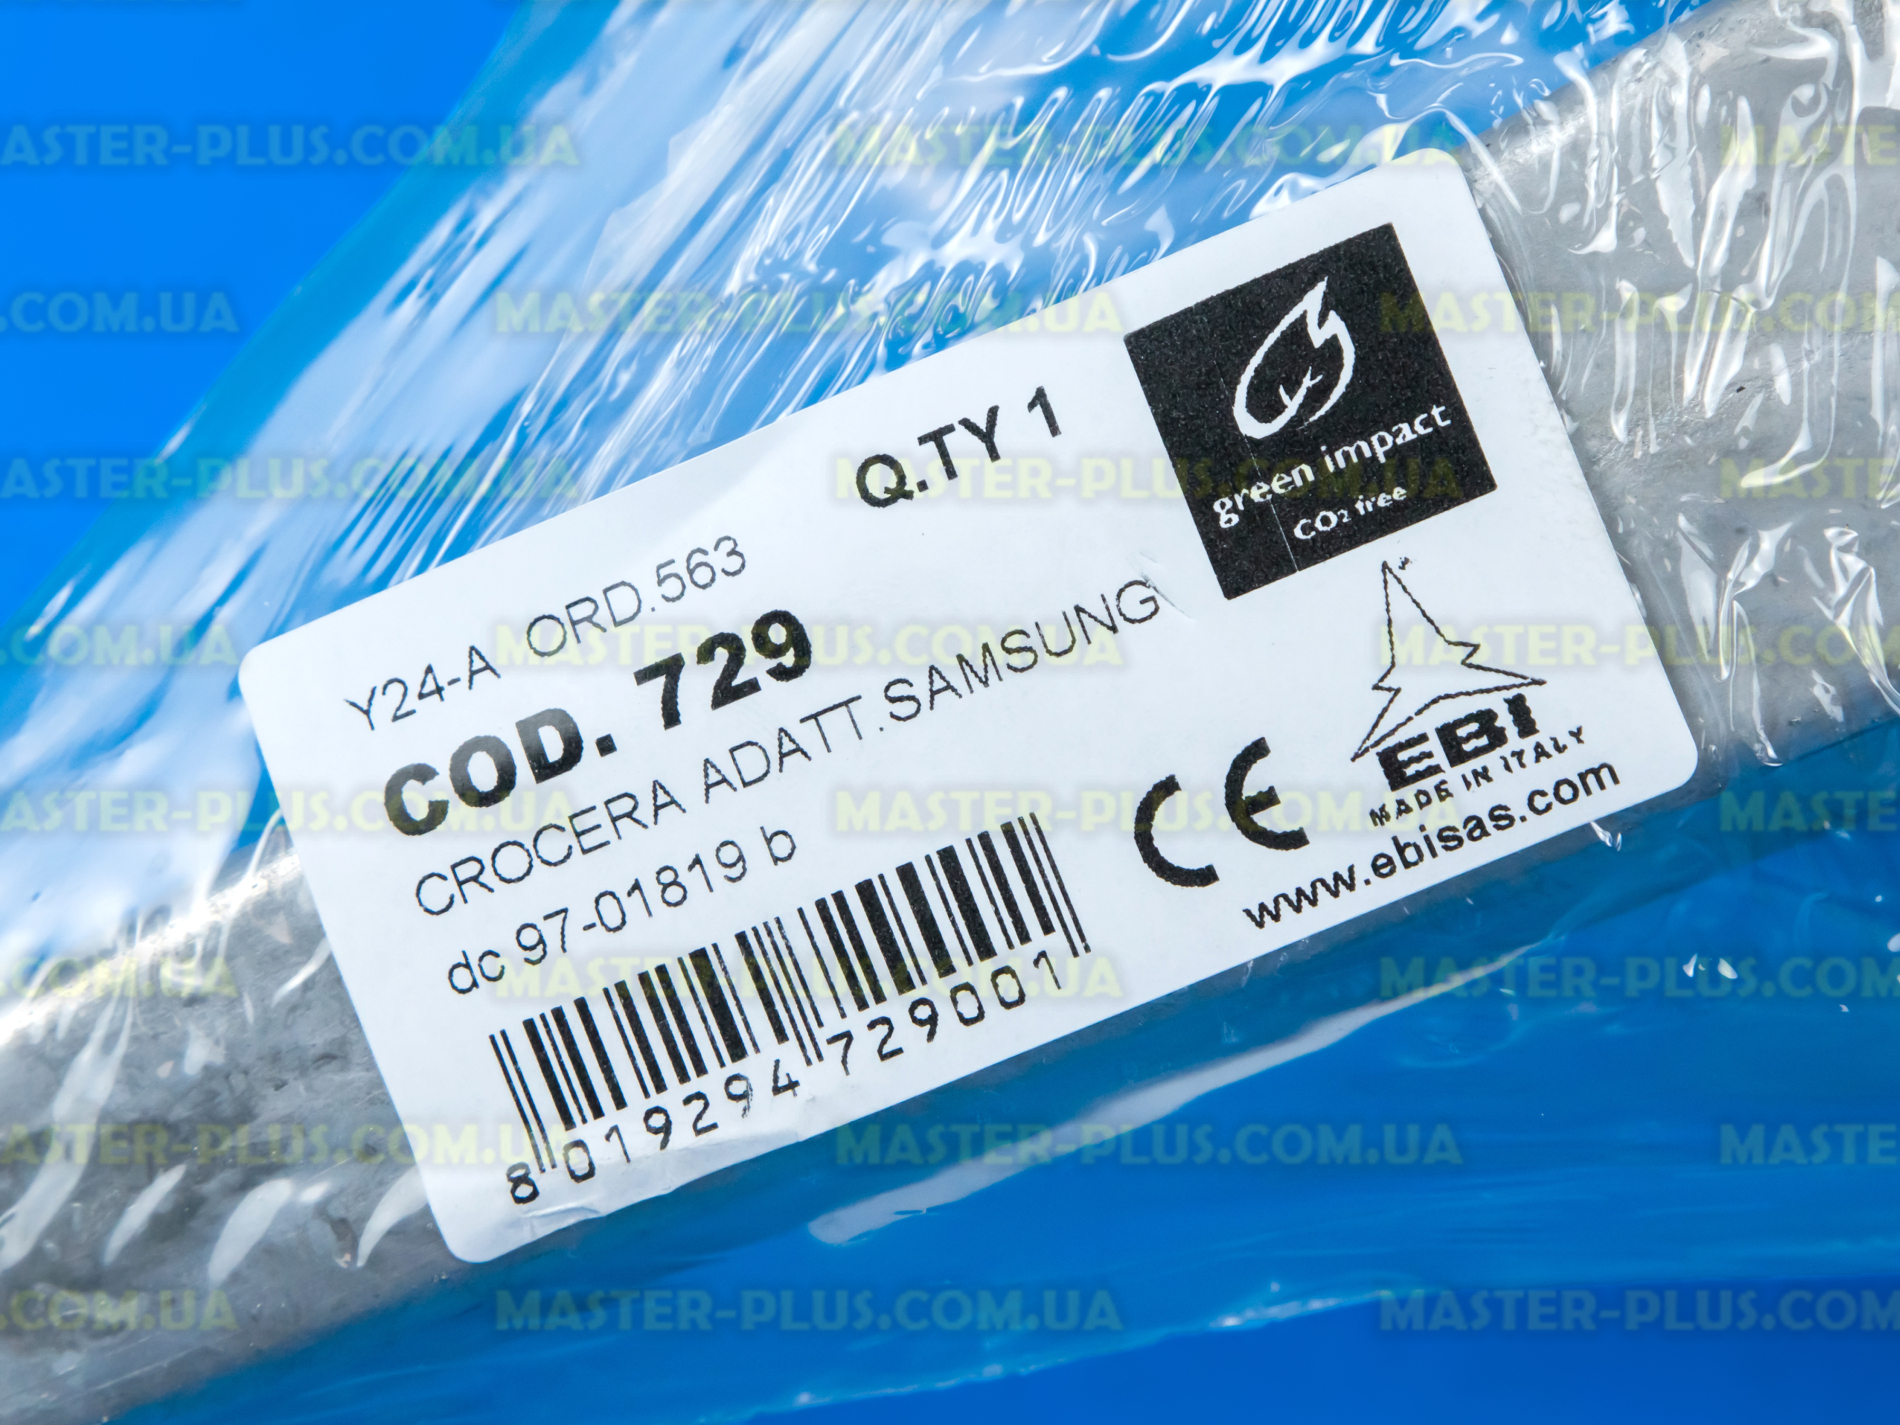 Y24-A ORD.563
Q.TY 1
COD. 729
CROCERA ADATT.SAMSUNG
dc 97-01819 b
8 019294 729001
green impact
CO2 free
CE
EBI
MADE IN ITALY
www.ebisas.com
MASTER-PLUS.COM.UA